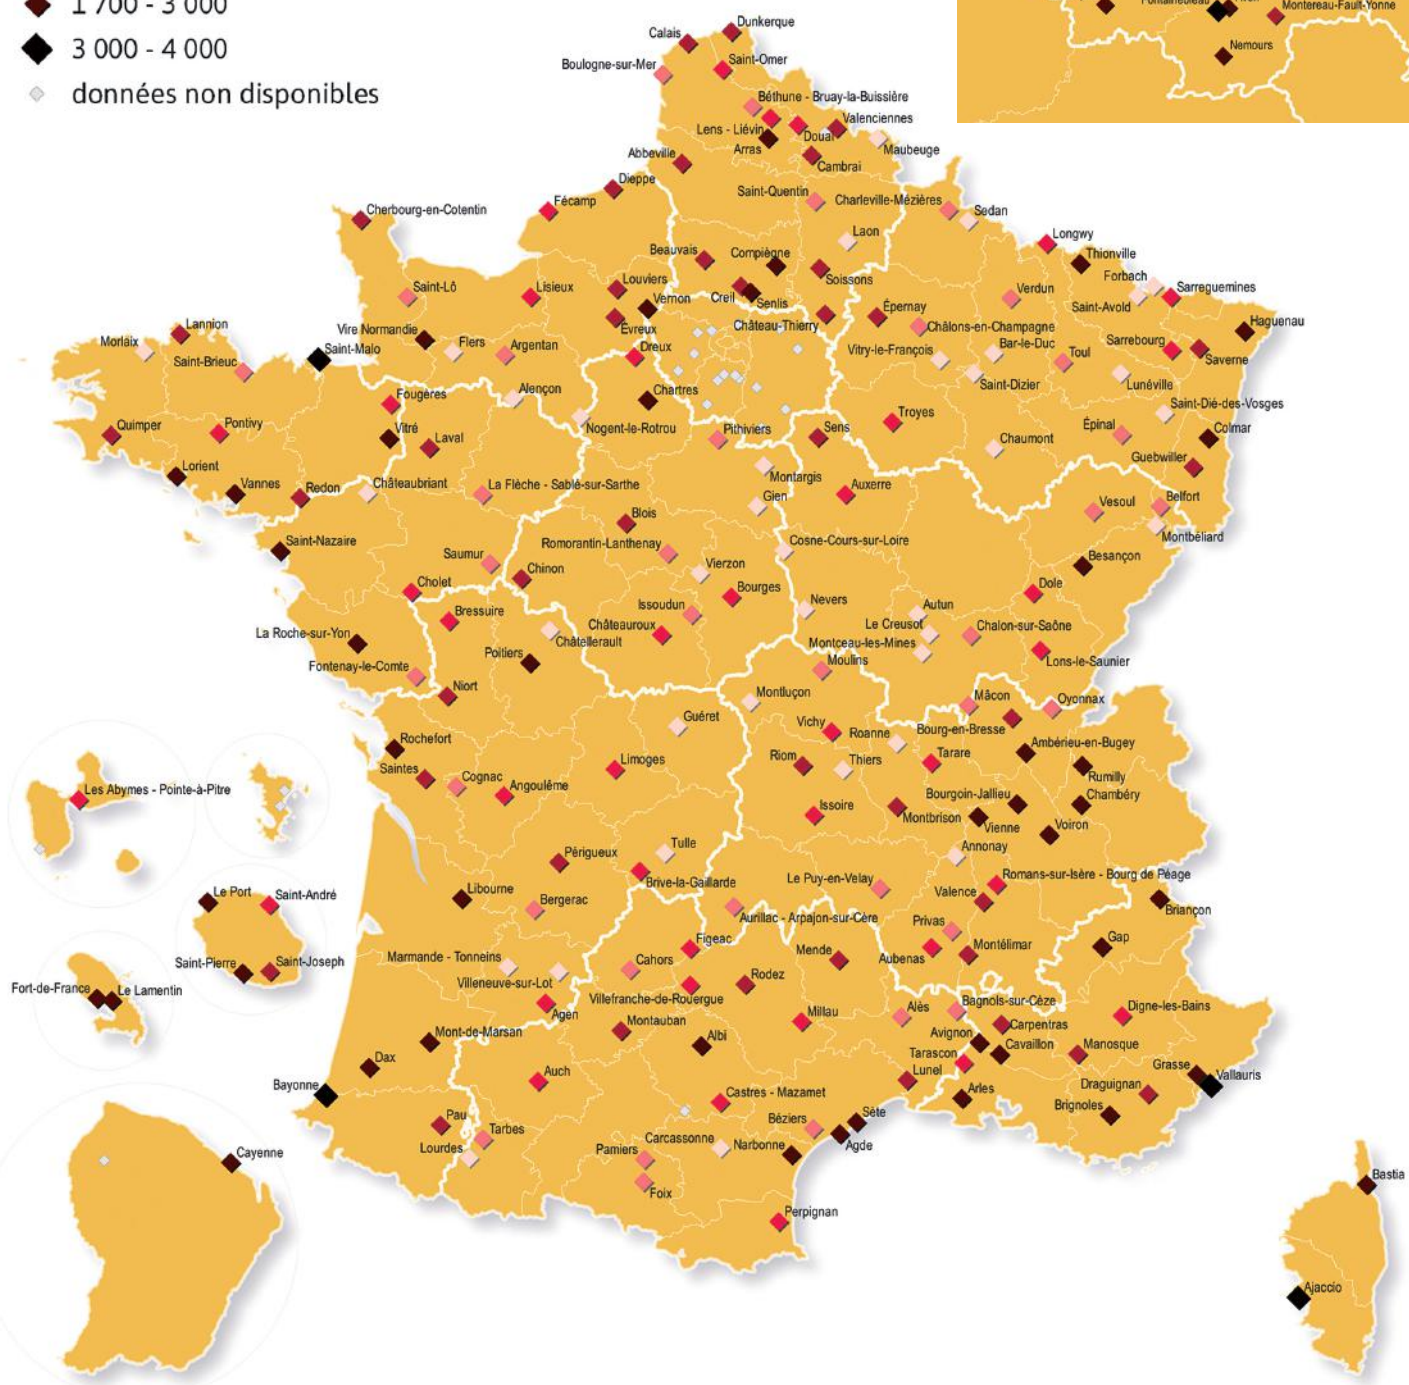 1 700 - 3 000
3 000 - 4 000
données non disponibles
Montereau-Fault-Yonne
Nemours
Dunkerque
Calais
Boulogne-sur-Mer
Saint-Omer
Béthune - Bruay-la-Buissière
Lens - Liévin
Douai
Valenciennes
Arras
Maubeuge
Cambrai
Abbeville
Dieppe
Saint-Quentin
Charleville-Mézières
Sedan
Fécamp
Cherbourg-en-Cotentin
Laon
Longwy
Beauvais
Compiègne
Thionville
Soissons
Forbach
Sarreguemines
Saint-Avold
Saint-Lô
Lisieux
Louviers
Vernon
Creil
Senlis
Verdun
Épernay
Château-Thierry
Châlons-en-Champagne
Haguenau
Lannion
Vire Normandie
Évreux
Morlaix
Saint-Malo
Flers
Argentan
Dreux
Bar-le-Duc
Sarrebourg
Vitry-le-François
Toul
Saverne
Saint-Brieuc
Saint-Dizier
Lunéville
Alençon
Chartres
Fougères
Saint-Dié-des-Vosges
Troyes
Quimper
Pontivy
Vitré
Laval
Nogent-le-Rotrou
Pithiviers
Sens
Épinal
Colmar
Chaumont
Guebwiller
Lorient
Vannes
Redon
Châteaubriant
La Flèche - Sablé-sur-Sarthe
Montargis
Auxerre
Gien
Vesoul
Belfort
Blois
Montbéliard
Saint-Nazaire
Romorantin-Lanthenay
Cosne-Cours-sur-Loire
Saumur
Vierzon
Besançon
Chinon
Cholet
Bourges
Dole
Bressuire
Issoudun
Nevers
Autun
La Roche-sur-Yon
Châteauroux
Le Creusot
Chalon-sur-Saône
Châtellerault
Montceau-les-Mines
Poitiers
Fontenay-le-Comte
Moulins
Lons-le-Saunier
Niort
Montluçon
Mâcon
Oyonnax
Guéret
Vichy
Roanne
Bourg-en-Bresse
Rochefort
Ambérieu-en-Bugey
Saintes
Limoges
Riom
Thiers
Tarare
Rumilly
Cognac
Angoulême
Les Abymes - Pointe-à-Pitre
Bourgoin-Jallieu
Chambéry
Issoire
Montbrison
Vienne
Voiron
Tulle
Annonay
Périgueux
Brive-la-Gaillarde
Le Puy-en-Velay
Romans-sur-Isère - Bourg de Péage
Valence
Libourne
Bergerac
Le Port
Saint-André
Aurillac - Arpajon-sur-Cère
Briançon
Privas
Figeac
Mende
Montélimar
Gap
Marmande - Tonneins
Cahors
Aubenas
Saint-Pierre
Saint-Joseph
Villeneuve-sur-Lot
Rodez
Fort-de-France
Le Lamentin
Villefranche-de-Rouergue
Bagnols-sur-Cèze
Digne-les-Bains
Agen
Alès
Millau
Montauban
Carpentras
Mont-de-Marsan
Albi
Avignon
Cavaillon
Manosque
Dax
Tarascon
Grasse
Lunel
Vallauris
Bayonne
Auch
Castres - Mazamet
Arles
Draguignan
Brignoles
Pau
Béziers
Sète
Tarbes
Carcassonne
Narbonne
Agde
Lourdes
Pamiers
Cayenne
Foix
Bastia
Perpignan
Ajaccio